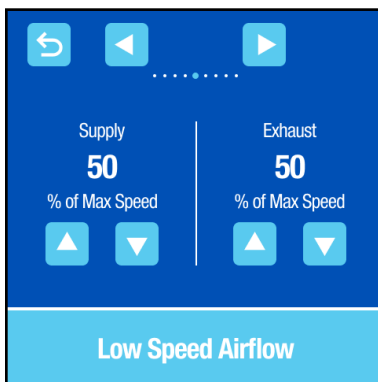 Supply
50
% of Max Speed
Exhaust
50
% of Max Speed
Low Speed Airflow